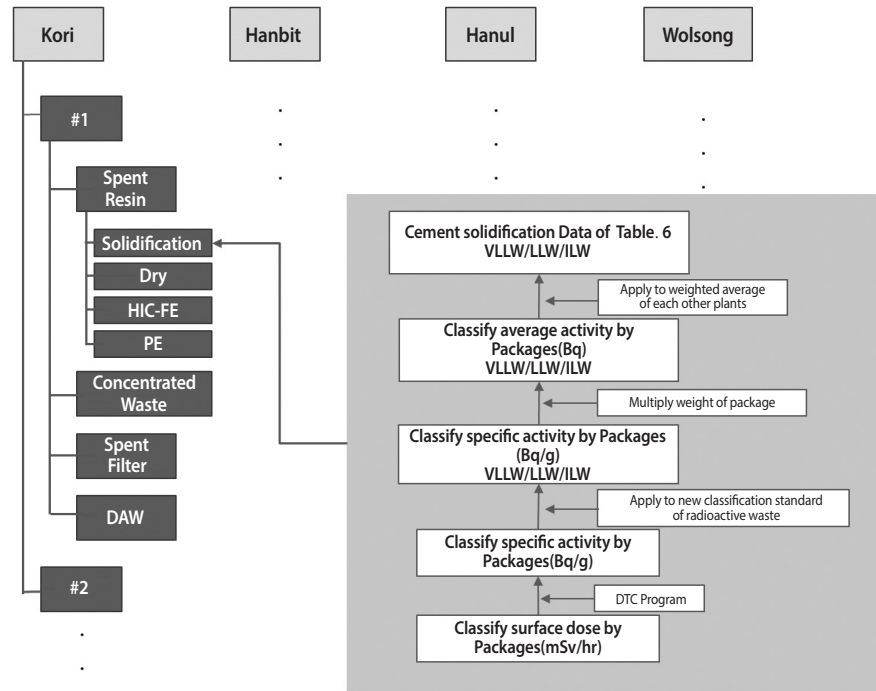 Kori
Hanbit
Hanul
Wolsong
#1
Spent
Resin
Solidification
Dry
HIC-FE
PE
Concentrated
Waste
Spent
Filter
DAW
#2
Cement solidification Data of Table. 6
VLLW/LLW/ILW
Apply to weighted average
of each other plants
Classify average activity by
Packages(Bq)
VLLW/LLW/ILW
Multiply weight of package
Classify specific activity by Packages
(Bq/g)
VLLW/LLW/ILW
Apply to new classification standard
of radioactive waste
Classify specific activity by
Packages(Bq/g)
DTC Program
Classify surface dose by
Packages(mSv/hr)